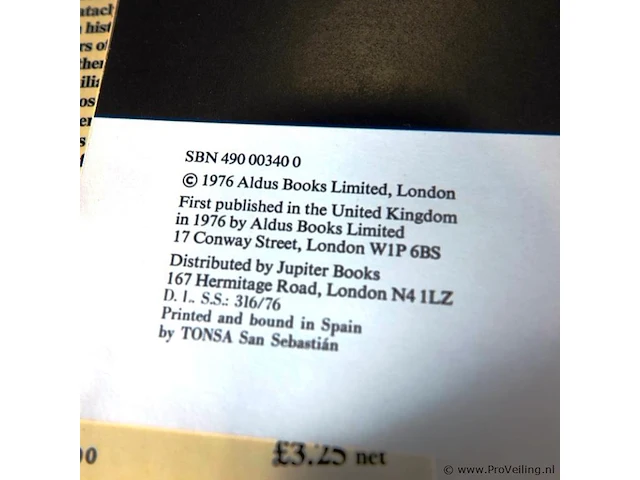 SBN 490 00340 0
© 1976 Aldus Books Limited, London
First published in the United Kingdom
in 1976 by Aldus Books Limited
17 Conway Street, London W1P 6BS
Distributed by Jupiter Books
167 Hermitage Road, London N4 1LZ
D. L. S.S.: 316/76
Printed and bound in Spain
by TONSA San Sebastián
£3.25 net
© www.ProVeiling.nl